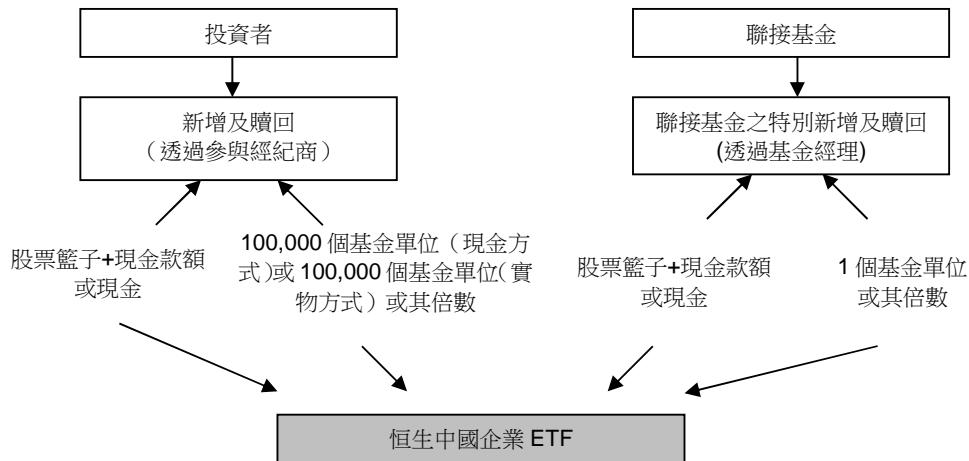 投資者
聯接基金
新增及贖回
（透過參與經紀商）
聯接基金之特別新增及贖回
(透過基金經理)
股票籃子+現金款額
或現金
100,000 個基金單位（現金方
式）或 100,000 個基金單位（實
物方式）或其倍數
股票籃子+現金款額
或現金
1 個基金單位
或其倍數
恒生中國企業 ETF